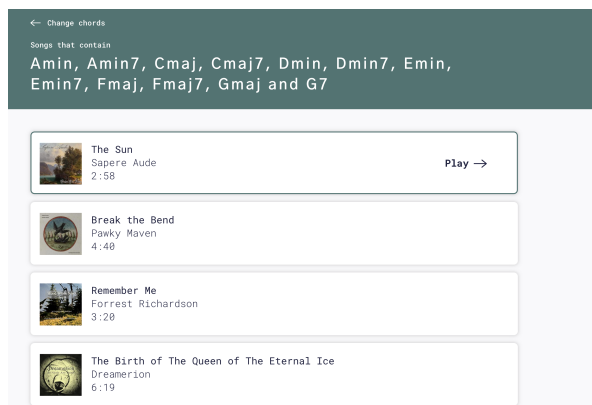 ← Change chords
Songs that contain
Amin, Amin7, Cmaj, Cmaj7, Dmin, Dmin7, Emin,
Emin7, Fmaj, Fmaj7, Gmaj and G7
The Sun
Sapere Aude
2:58
Play →
Break the Bend
Pawky Maven
4:40
Remember Me
Forrest Richardson
3:20
The Birth of The Queen of The Eternal Ice
Dreamerion
6:19